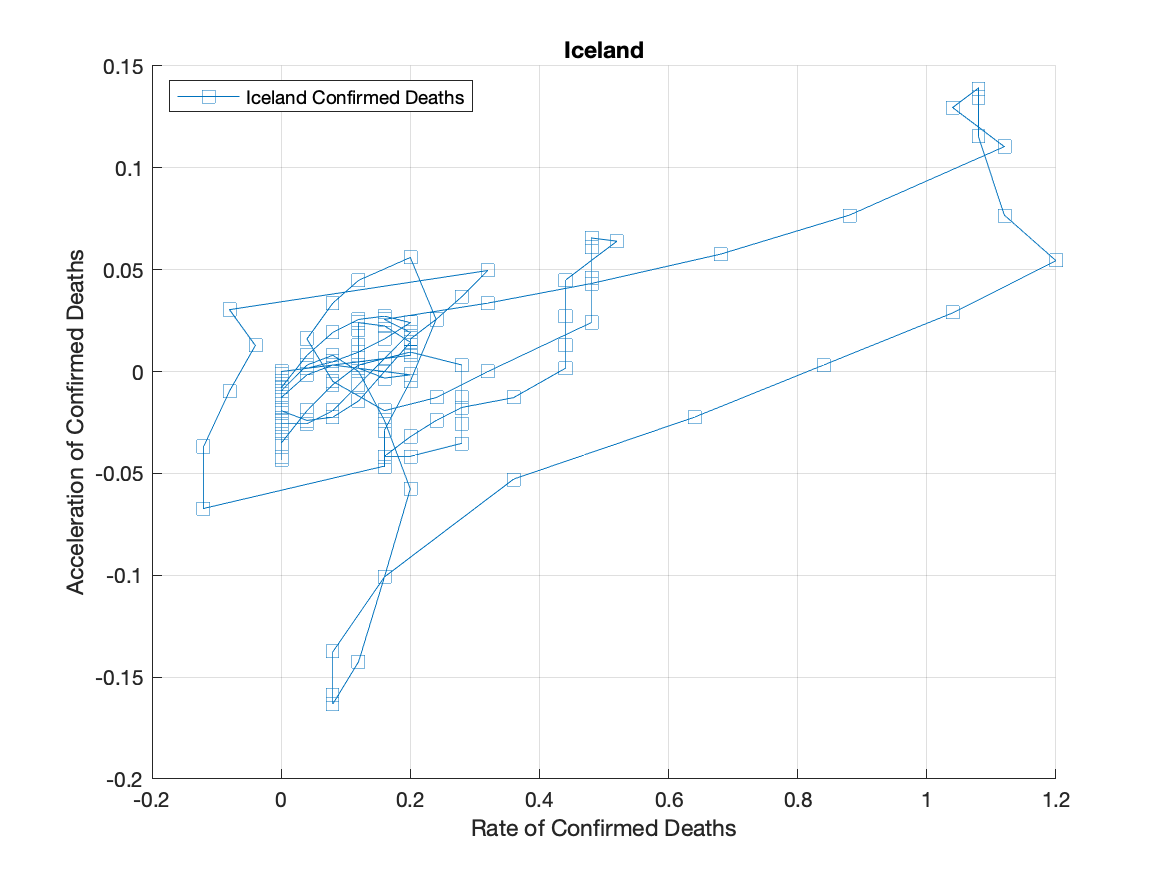 Iceland
Iceland Confirmed Deaths
0.15
0.1
0.05
0
-0.05
-0.1
-0.15
-0.2
Acceleration of Confirmed Deaths
-0.2 0 0.2 0.4 0.6 0.8 1 1.2
Rate of Confirmed Deaths